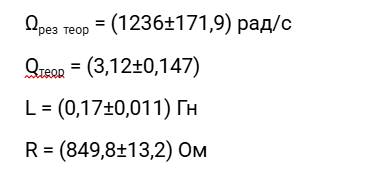 Ωрез теор = (1236±171,9) рад/с
Qтеор = (3,12±0,147)
L = (0,17±0,011) Гн
R = (849,8±13,2) Ом